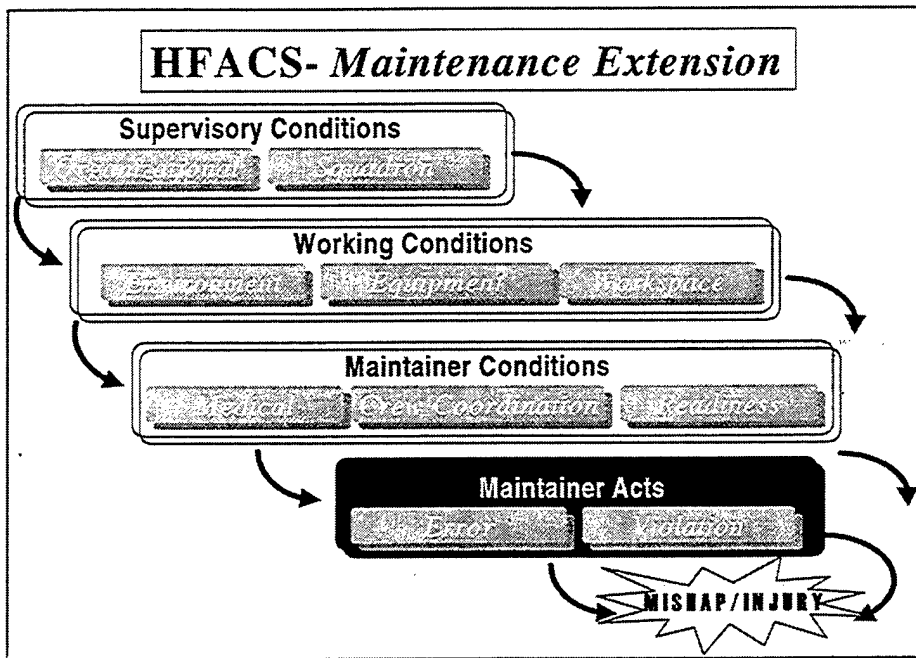 HFACS- Maintenance Extension
Supervisory Conditions
Organizational Squadron
Working Conditions
Environment Equipment Workspace
Maintainer Conditions
Medical Crew Coordination Readiness
Maintainer Acts
Error Violation
MISHAP/INJURY